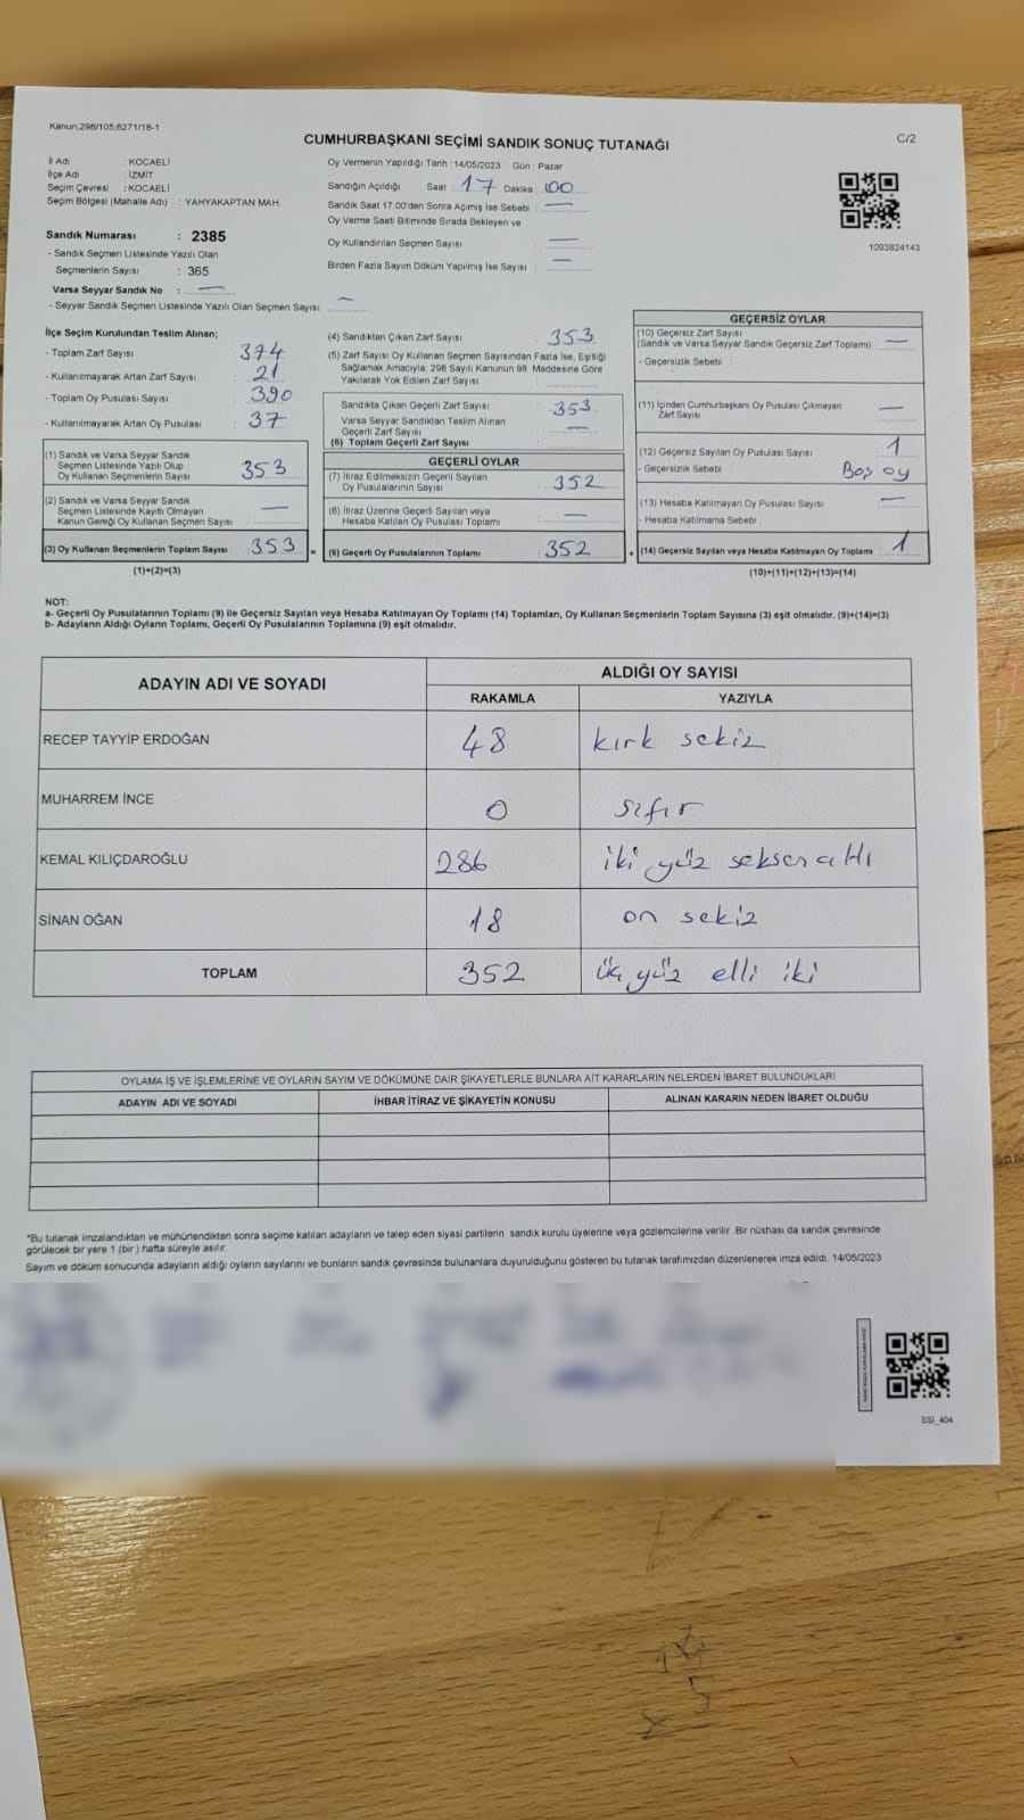 Kanun:298/105;6271/18-1
C/2
CUMHURBAŞKANI SEÇİMİ SANDIK SONUÇ TUTANAĞI
İl Adı KOCAELİ
İlçe Adı İZMİT
Seçim Çevresi : KOCAELİ
Seçim Bölgesi (Mahalle Adı) : YAHYAKAPTAN MAH.
Sandık Numarası : 2385
- Sandık Seçmen Listesinde Yazılı Olan
Seçmenlerin Sayısı : 365
Varsa Seyyar Sandık No : —
- Seyyar Sandık Seçmen Listesinde Yazılı Olan Seçmen Sayısı: —
Oy Vermenin Yapıldığı Tarih : 14/05/2023 Gün : Pazar
Sandığın Açıldığı Saat : 17 Dakika : 00
Sandık Saat 17.00'den Sonra Açmış İse Sebebi : —
Oy Verme Saati Bitiminde Sırada Bekleyen ve
Oy Kullandırılan Seçmen Sayısı —
Birden Fazla Sayım Döküm Yapılmış İse Sayısı —
1093824143
İlçe Seçim Kurulundan Teslim Alınan;
- Toplam Zarf Sayısı : 374
- Kullanılmayarak Artan Zarf Sayısı : 21
- Toplam Oy Pusulası Sayısı : 390
- Kullanılmayarak Artan Oy Pusulası : 37
(1) Sandık ve Varsa Seyyar Sandık
Seçmen Listesinde Yazılı Olup
Oy Kullanan Seçmenlerin Sayısı 353
(2) Sandık ve Varsa Seyyar Sandık
Seçmen Listesinde Kayıtlı Olmayan
Kanun Gereği Oy Kullanan Seçmen Sayısı —
(3) Oy Kullanan Seçmenlerin Toplam Sayısı 353 =
(1)+(2)=(3)
(4) Sandıktan Çıkan Zarf Sayısı 353
(5) Zarf Sayısı Oy Kullanan Seçmen Sayısından Fazla İse, Eşitliği
Sağlamak Amacıyla; 298 Sayılı Kanunun 98. Maddesine Göre
Yakılarak Yok Edilen Zarf Sayısı
Sandıkta Çıkan Geçerli Zarf Sayısı : 353
Varsa Seyyar Sandıktan Teslim Alınan
Geçerli Zarf Sayısı —
(6) Toplam Geçerli Zarf Sayısı
GEÇERLİ OYLAR
(7) İtiraz Edilmeksizin Geçerli Sayılan
Oy Pusulalarının Sayısı 352
(8) İtiraz Üzerine Geçerli Sayılan veya
Hesaba Katılan Oy Pusulası Toplamı —
(9) Geçerli Oy Pusulalarının Toplamı 352 +
GEÇERSİZ OYLAR
(10) Geçersiz Zarf Sayısı
(Sandık ve Varsa Seyyar Sandık Geçersiz Zarf Toplamı) —
- Geçersizlik Sebebi
(11) İçinden Cumhurbaşkanı Oy Pusulası Çıkmayan
Zarf Sayısı —
(12) Geçersiz Sayılan Oy Pusulası Sayısı 1
- Geçersizlik Sebebi Boş oy
(13) Hesaba Katılmayan Oy Pusulası Sayısı —
- Hesaba Katılmama Sebebi
(14) Geçersiz Sayılan veya Hesaba Katılmayan Oy Toplamı 1
(10)+(11)+(12)+(13)=(14)
NOT:
a- Geçerli Oy Pusulalarının Toplamı (9) ile Geçersiz Sayılan veya Hesaba Katılmayan Oy Toplamı (14) Toplamları, Oy Kullanan Seçmenlerin Toplam Sayısına (3) eşit olmalıdır. (9)+(14)=(3)
b- Adayların Aldığı Oyların Toplamı, Geçerli Oy Pusulalarının Toplamına (9) eşit olmalıdır.
ADAYIN ADI VE SOYADI ALDIĞI OY SAYISI
RAKAMLA YAZIYLA
RECEP TAYYİP ERDOĞAN 48 kırk sekiz
MUHARREM İNCE 0 sıfır
KEMAL KILIÇDAROĞLU 286 iki yüz seksen altı
SİNAN OĞAN 18 on sekiz
TOPLAM 352 üç yüz elli iki
OYLAMA İŞ VE İŞLEMLERİNE VE OYLARIN SAYIM VE DÖKÜMÜNE DAİR ŞİKAYETLERLE BUNLARA AİT KARARLARIN NELERDEN İBARET BULUNDUKLARI
ADAYIN ADI VE SOYADI İHBAR İTİRAZ VE ŞİKAYETİN KONUSU ALINAN KARARIN NEDEN İBARET OLDUĞU
*Bu tutanak imzalandıktan ve mühürlendikten sonra seçime katılan adayların ve talep eden siyasi partilerin sandık kurulu üyelerine veya gözlemcilerine verilir. Bir nüshası da sandık çevresinde
görülecek bir yere 1 (bir) hafta süreyle asılır.
Sayım ve döküm sonucunda adayların aldığı oyların sayılarını ve bunların sandık çevresinde bulunanlara duyurulduğunu gösteren bu tutanak tarafımızdan düzenlenerek imza edildi. 14/05/2023